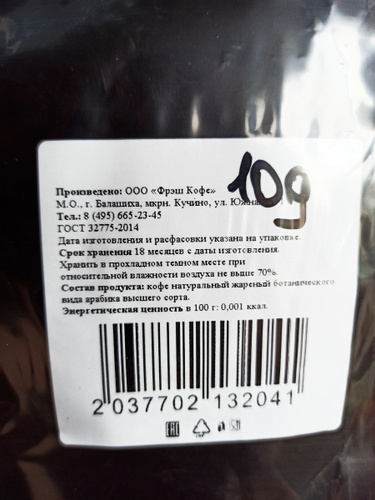 109
Произведено: ООО «Фрэш Кофе»
М.О., г. Балашиха, мкрн. Кучино, ул. Южная
Тел.: 8 (495) 665-23-45
ГОСТ 32775-2014
Дата изготовления и расфасовки указана на упаковке.
Срок хранения 18 месяцев с даты изготовления.
Хранить в прохладном темном месте при
относительной влажности воздуха не выше 70%.
Состав продукта: кофе натуральный жареный ботанического
вида арабика высшего сорта.
Энергетическая ценность в 100 г: 0,001 ккал.
2 037702 132041
EAC